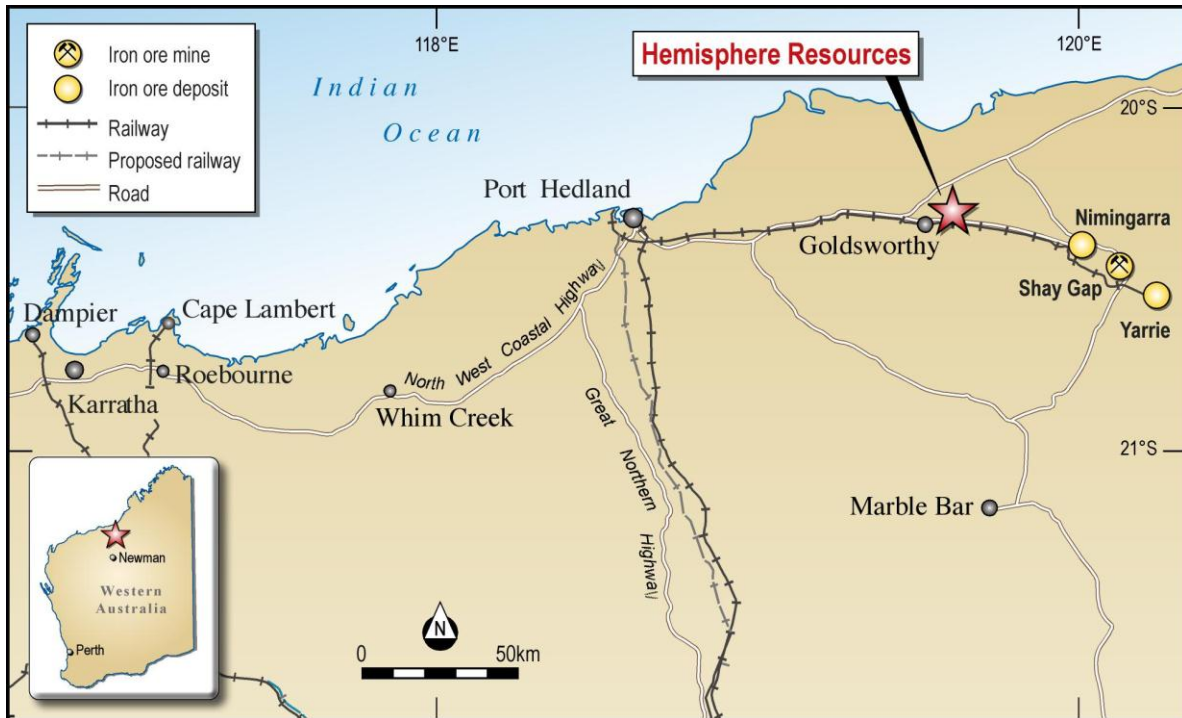 Iron ore mine
Iron ore deposit
Railway
Proposed railway
Road
118°E
120°E
Hemisphere Resources
20°S
Indian
Ocean
Port Hedland
Goldsworthy
Nimingarra
Shay Gap
Yarrie
Dampier
Cape Lambert
Roebourne
Karratha
North West Coastal Highway
Whim Creek
Great Northern Highway
21°S
Marble Bar
Newman
Western
Australia
Perth
N
0
50km